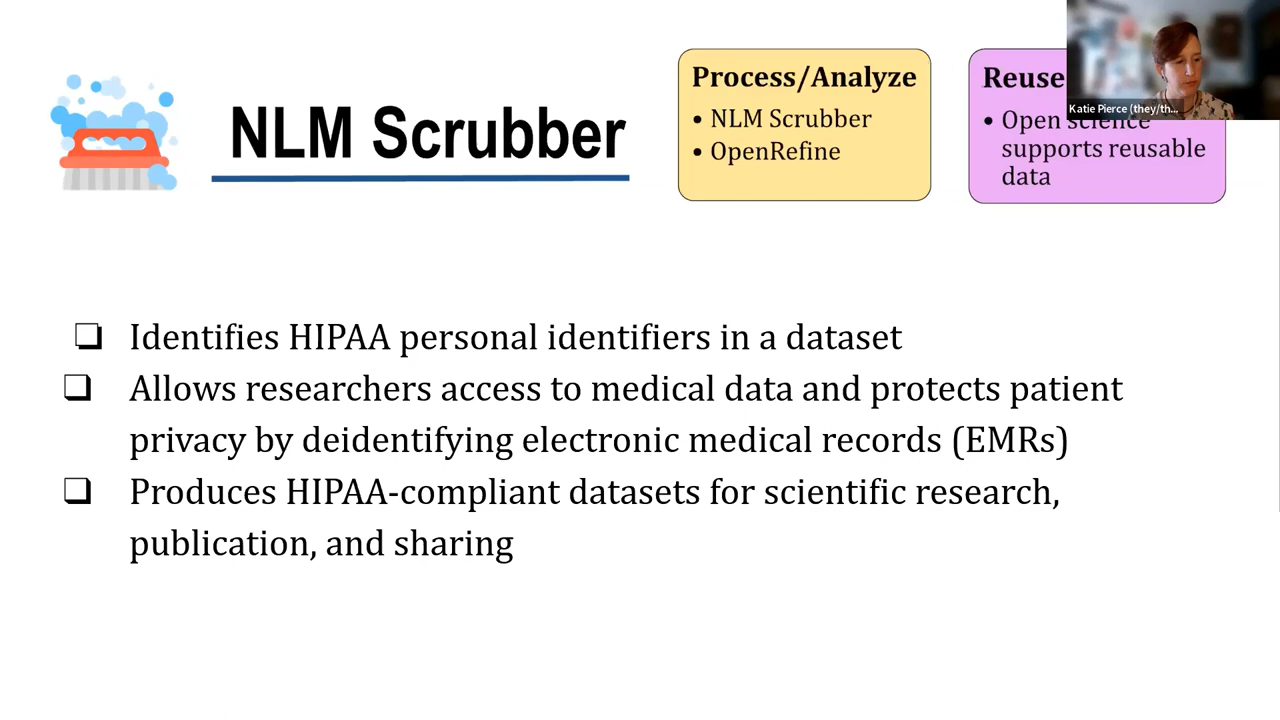 NLM Scrubber
Process/Analyze
• NLM Scrubber
• OpenRefine
Reuse
• Open science
supports reusable
data
Katie Pierce (they/th...
❏ Identifies HIPAA personal identifiers in a dataset
❏ Allows researchers access to medical data and protects patient
privacy by deidentifying electronic medical records (EMRs)
❏ Produces HIPAA-compliant datasets for scientific research,
publication, and sharing